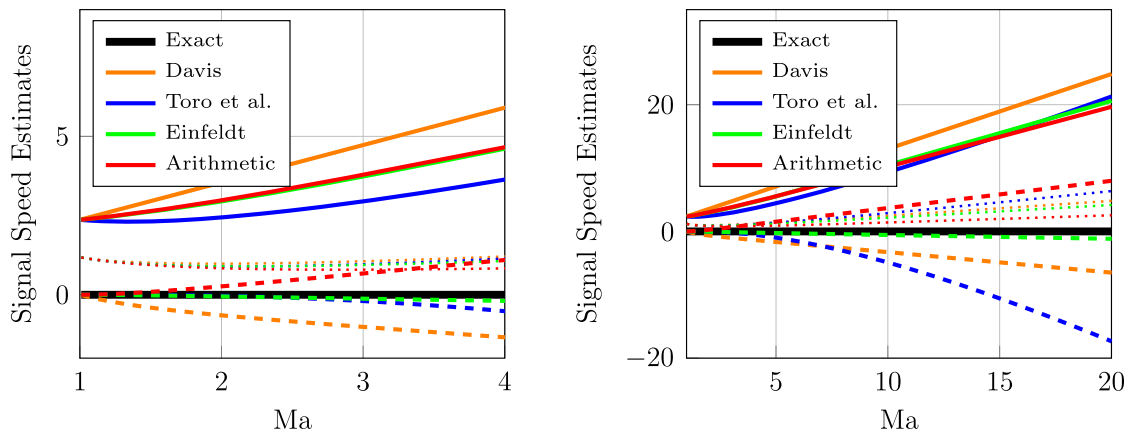 Signal Speed Estimates
Exact
Davis
Toro et al.
Einfeldt
Arithmetic
5
0
1
2
3
4
Ma
Signal Speed Estimates
Exact
Davis
Toro et al.
Einfeldt
Arithmetic
20
0
−20
5
10
15
20
Ma